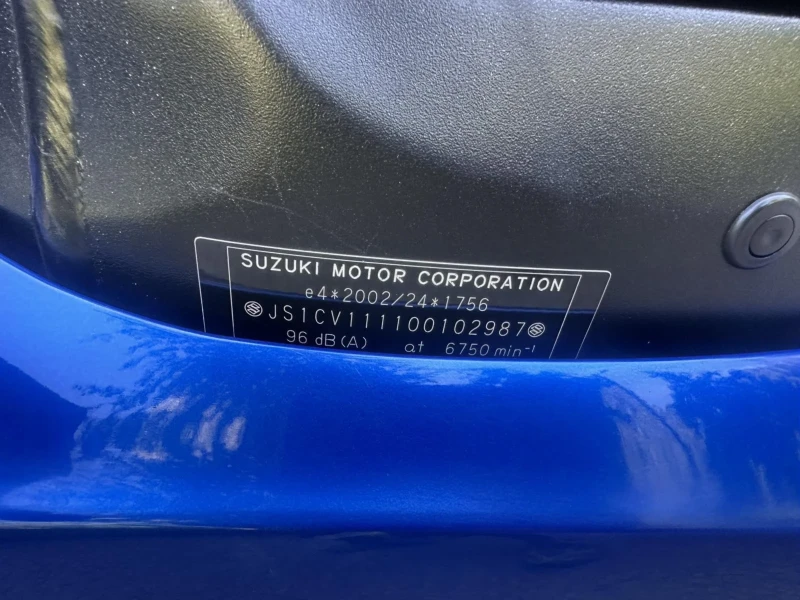 SUZUKI MOTOR CORPORATION
e4*2002/24*1756
JS1CV111100102987
96 dB(A) at 6750 min⁻¹